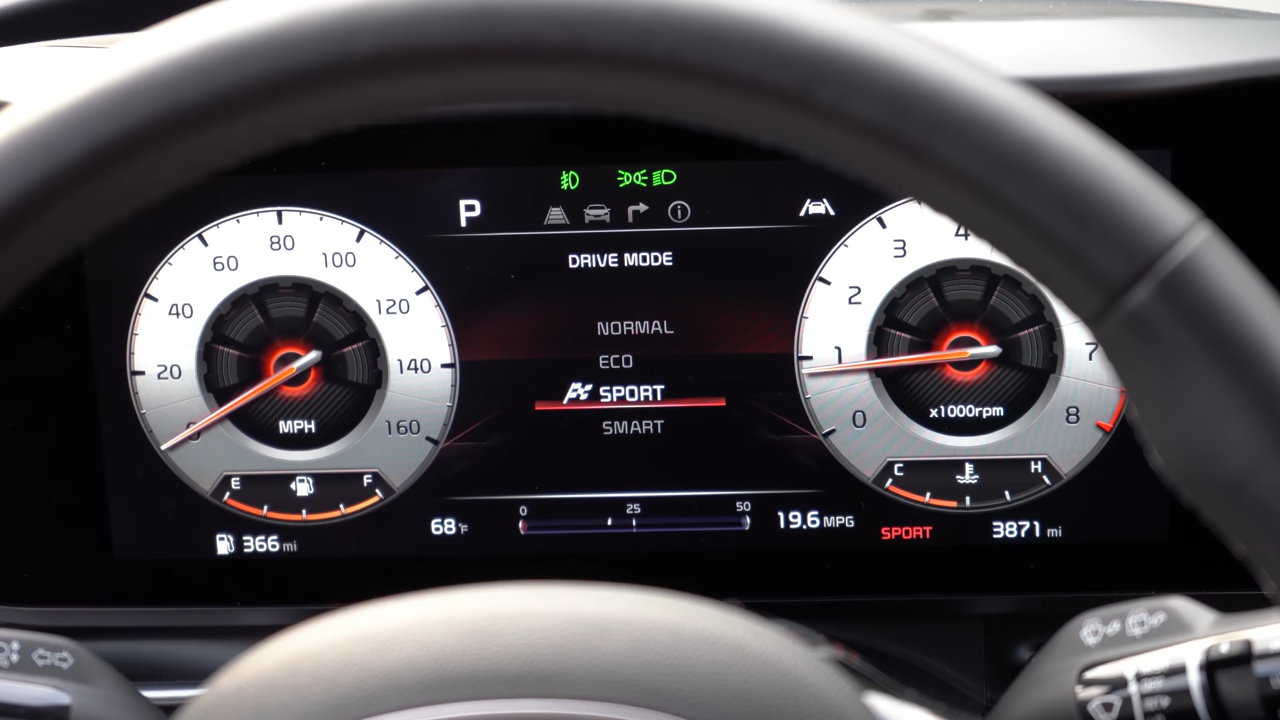 P
DRIVE MODE
NORMAL
ECO
SPORT
SMART
0
20
40
60
80
100
120
140
160
MPH
E
F
366 mi
68°F
0
25
50
19.6 MPG
0
1
2
3
4
7
8
x1000rpm
C
H
SPORT
3871 mi